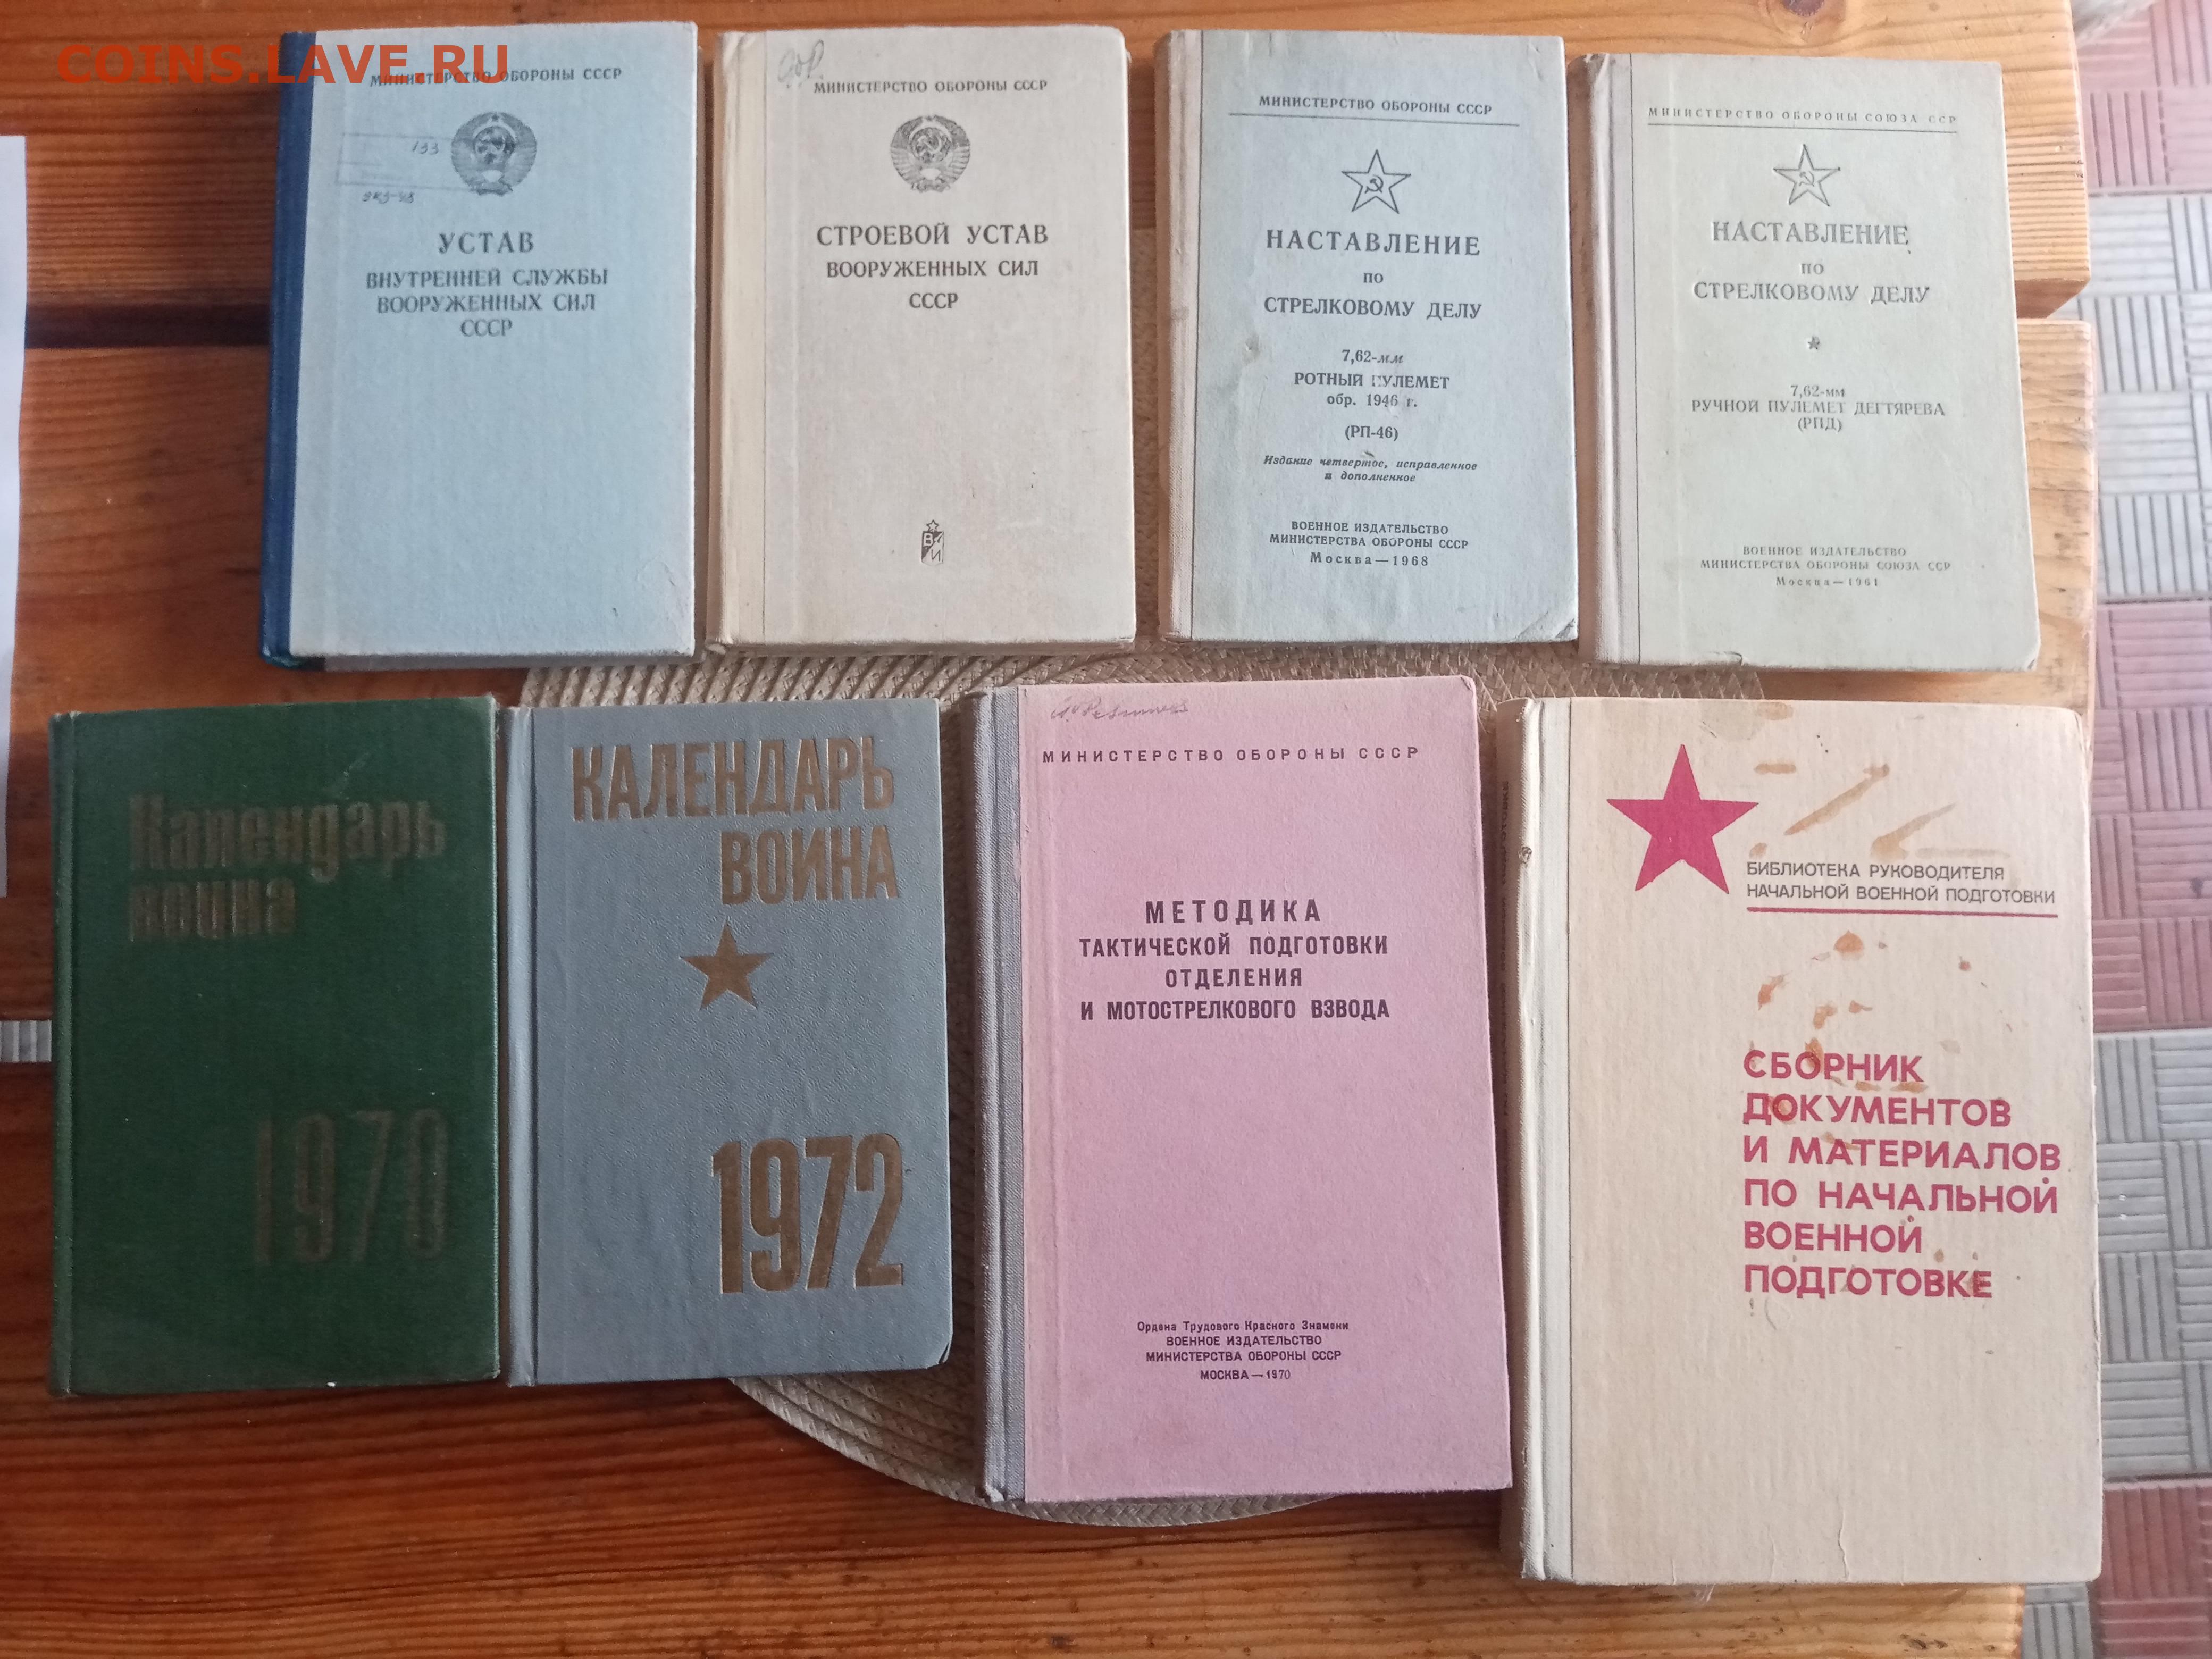 COINS.LAVE.RU
МИНИСТЕРСТВО ОБОРОНЫ СССР
133
УСТАВ
ВНУТРЕННЕЙ СЛУЖБЫ
ВООРУЖЕННЫХ СИЛ
СССР
МИНИСТЕРСТВО ОБОРОНЫ СССР
СТРОЕВОЙ УСТАВ
ВООРУЖЕННЫХ СИЛ
СССР
В
И
МИНИСТЕРСТВО ОБОРОНЫ СССР
НАСТАВЛЕНИЕ
ПО
СТРЕЛКОВОМУ ДЕЛУ
7,62-мм
РОТНЫЙ ПУЛЕМЕТ
обр. 1946 г.
(РП-46)
Издание четвертое, исправленное
и дополненное
ВОЕННОЕ ИЗДАТЕЛЬСТВО
МИНИСТЕРСТВА ОБОРОНЫ СССР
Москва—1968
МИНИСТЕРСТВО ОБОРОНЫ СОЮЗА ССР
НАСТАВЛЕНИЕ
ПО
СТРЕЛКОВОМУ ДЕЛУ
7,62-мм
РУЧНОЙ ПУЛЕМЕТ ДЕГТЯРЕВА
(РПД)
ВОЕННОЕ ИЗДАТЕЛЬСТВО
МИНИСТЕРСТВА ОБОРОНЫ СОЮЗА ССР
Москва—1961
Календарь
воина
1970
КАЛЕНДАРЬ
ВОИНА
1972
МИНИСТЕРСТВО ОБОРОНЫ СССР
МЕТОДИКА
ТАКТИЧЕСКОЙ ПОДГОТОВКИ
ОТДЕЛЕНИЯ
И МОТОСТРЕЛКОВОГО ВЗВОДА
Ордена Трудового Красного Знамени
ВОЕННОЕ ИЗДАТЕЛЬСТВО
МИНИСТЕРСТВА ОБОРОНЫ СССР
МОСКВА—1970
БИБЛИОТЕКА РУКОВОДИТЕЛЯ
НАЧАЛЬНОЙ ВОЕННОЙ ПОДГОТОВКИ
СБОРНИК
ДОКУМЕНТОВ
И МАТЕРИАЛОВ
ПО НАЧАЛЬНОЙ
ВОЕННОЙ
ПОДГОТОВКЕ